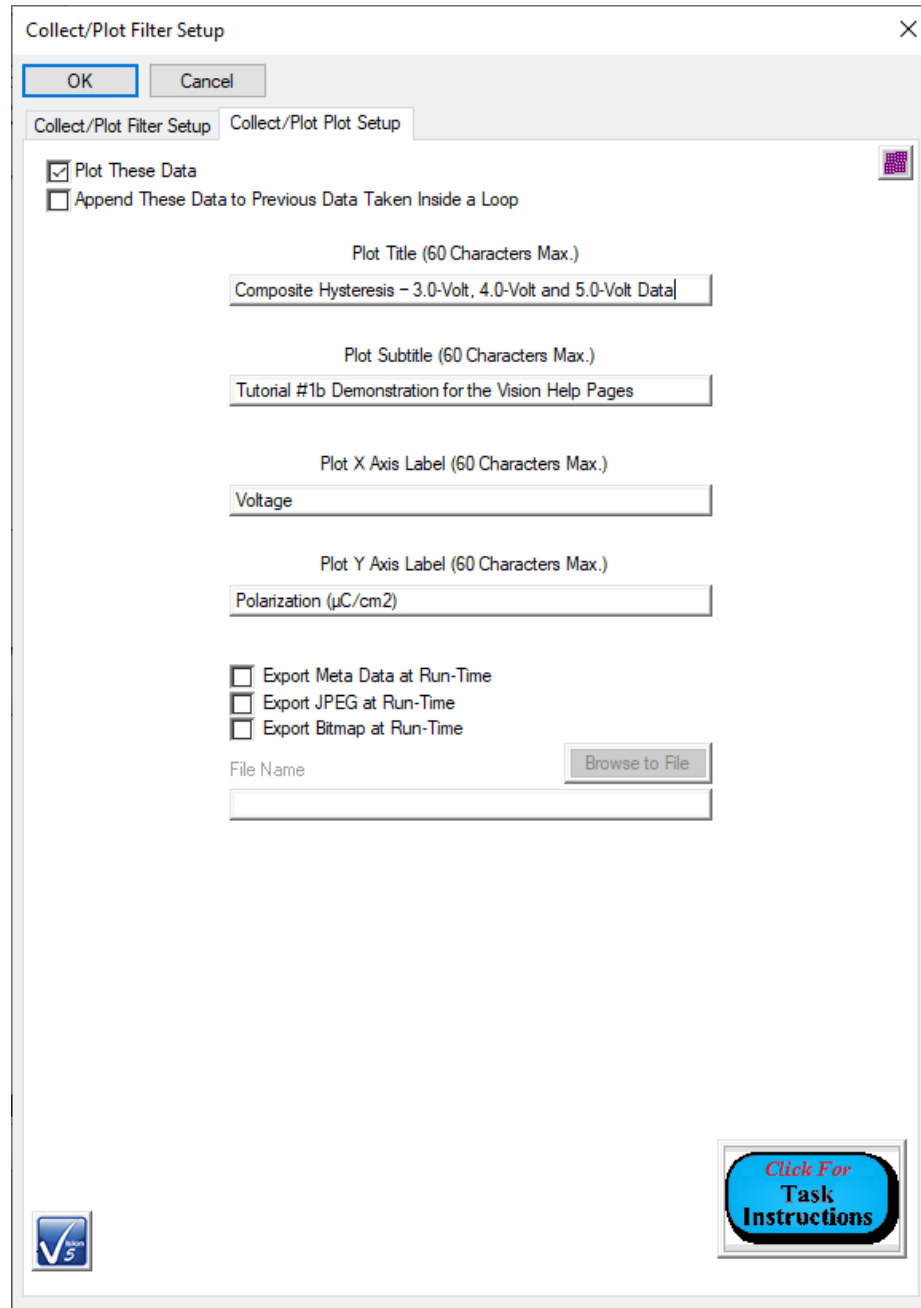 Collect/Plot Filter Setup
OK Cancel
Collect/Plot Filter Setup Collect/Plot Plot Setup
Plot These Data
Append These Data to Previous Data Taken Inside a Loop
Plot Title (60 Characters Max.)
Composite Hysteresis – 3.0-Volt, 4.0-Volt and 5.0-Volt Data
Plot Subtitle (60 Characters Max.)
Tutorial #1b Demonstration for the Vision Help Pages
Plot X Axis Label (60 Characters Max.)
Voltage
Plot Y Axis Label (60 Characters Max.)
Polarization (µC/cm2)
Export Meta Data at Run-Time
Export JPEG at Run-Time
Export Bitmap at Run-Time
File Name Browse to File
Click For
Task
Instructions
Vision
5